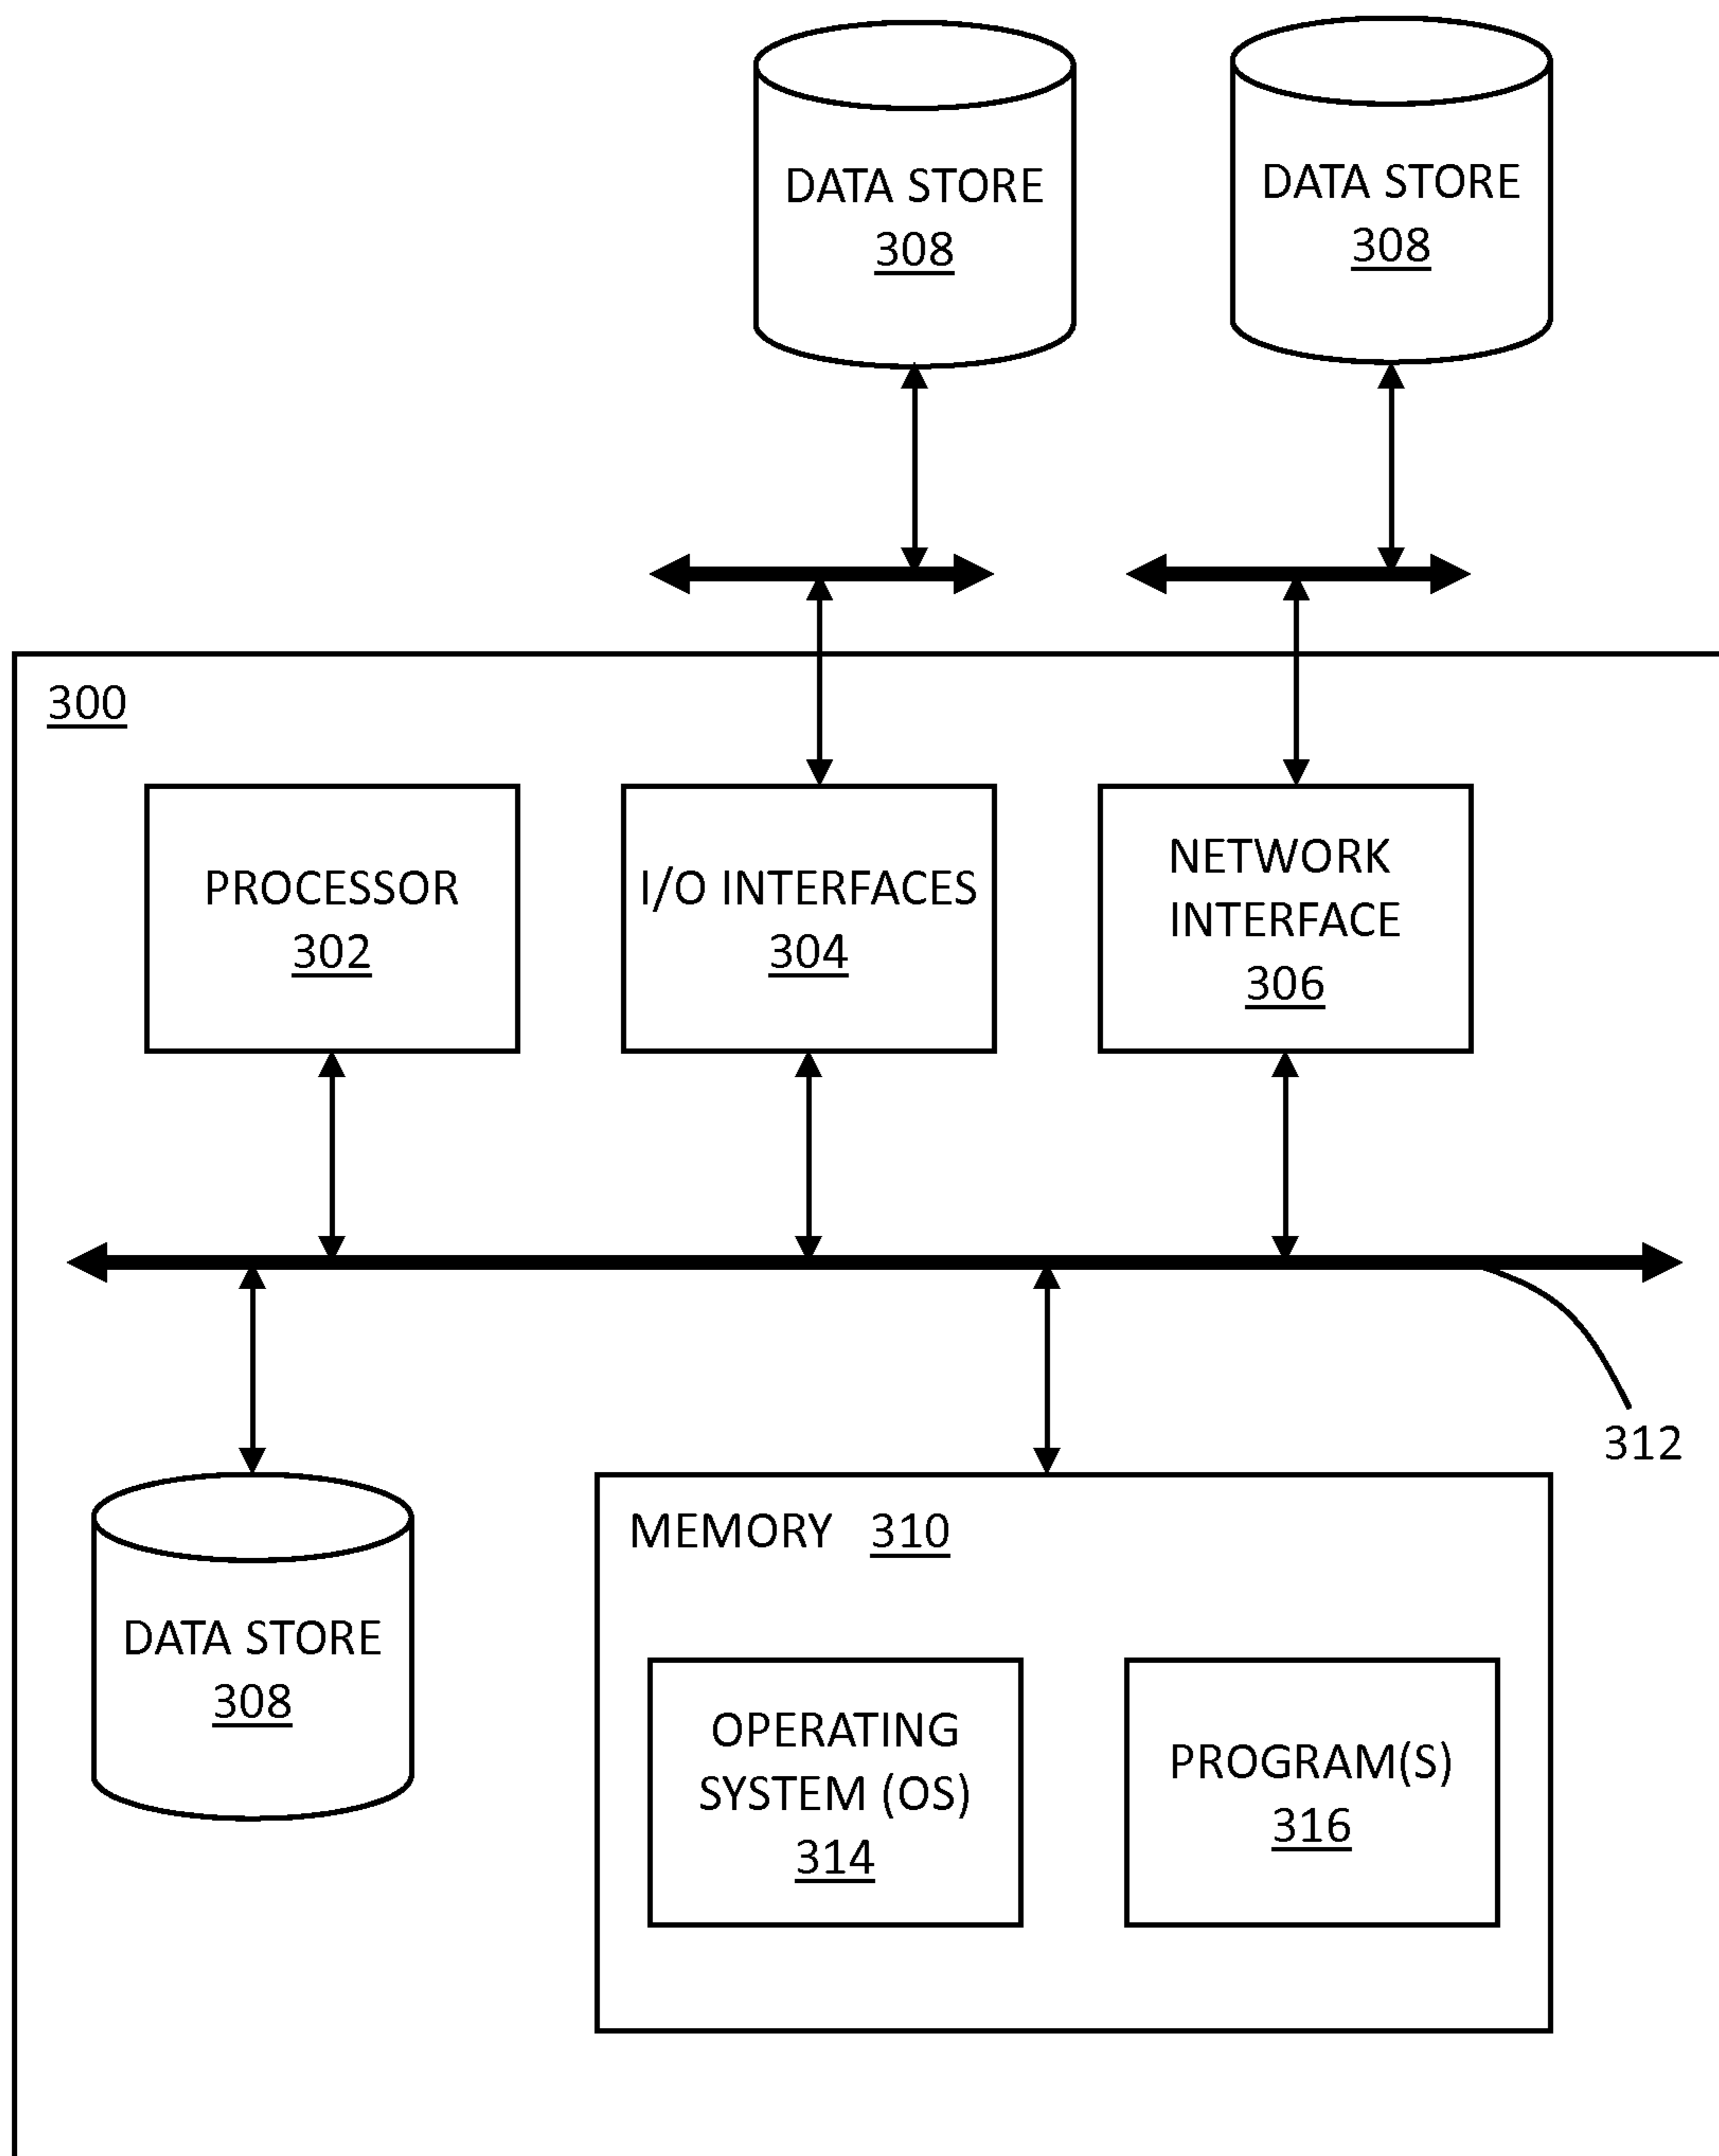 DATA STORE
308
DATA STORE
308
300
PROCESSOR
302
I/O INTERFACES
304
NETWORK
INTERFACE
306
312
DATA STORE
308
MEMORY 310
OPERATING
SYSTEM (OS)
314
PROGRAM(S)
316